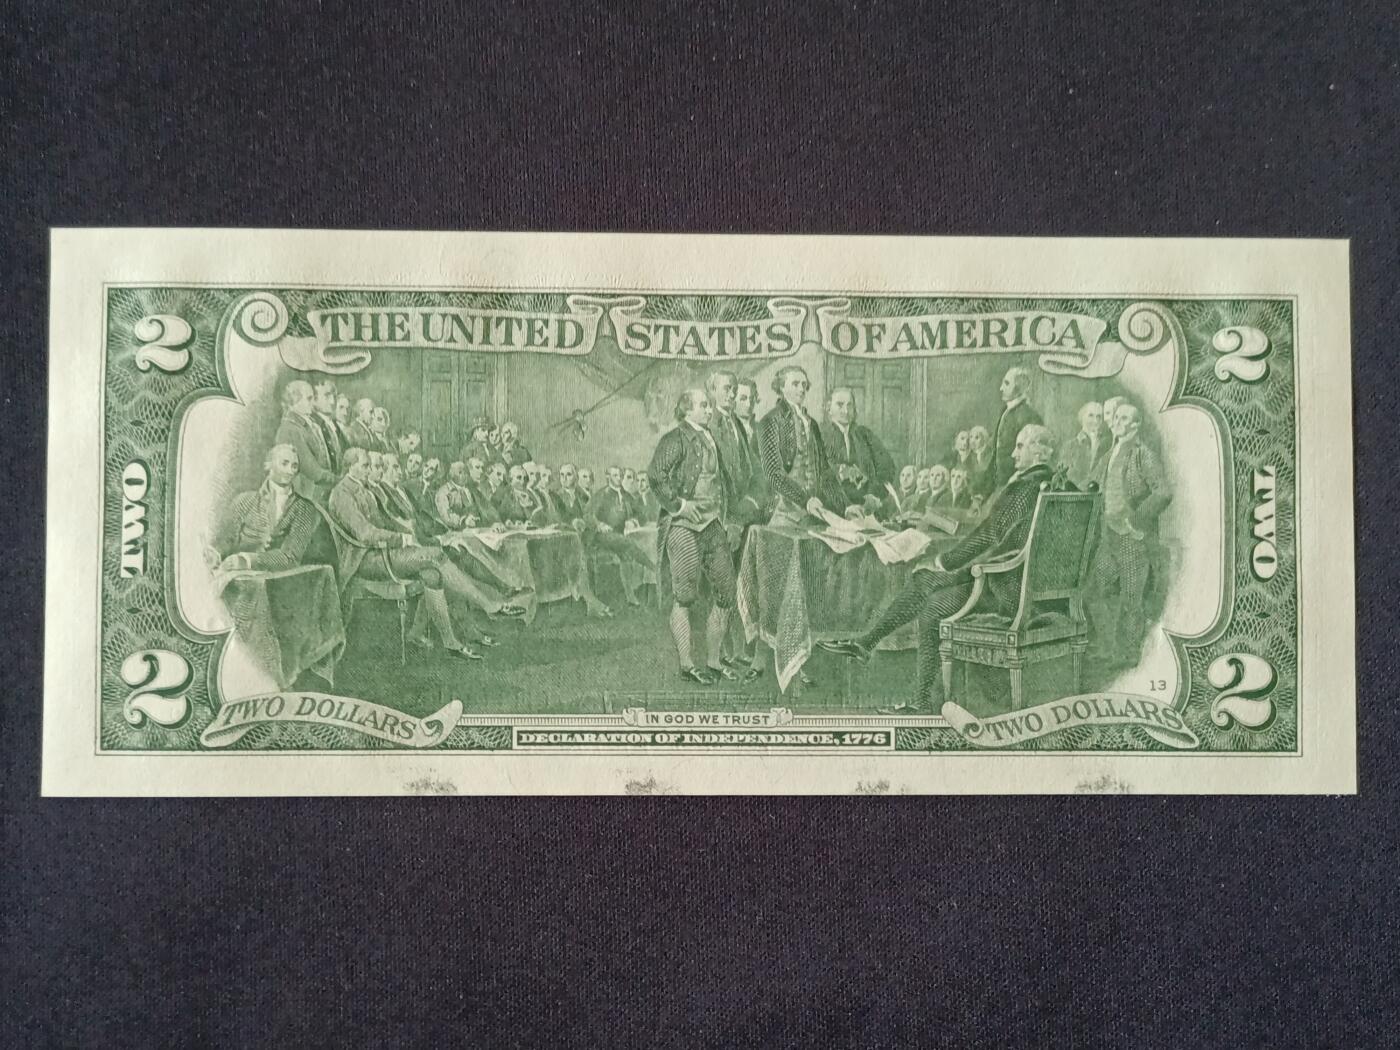 THE UNITED STATES OF AMERICA
2
2
TWO
TWO
2
2
13
TWO DOLLARS
TWO DOLLARS
IN GOD WE TRUST
DECLARATION OF INDEPENDENCE, 1776